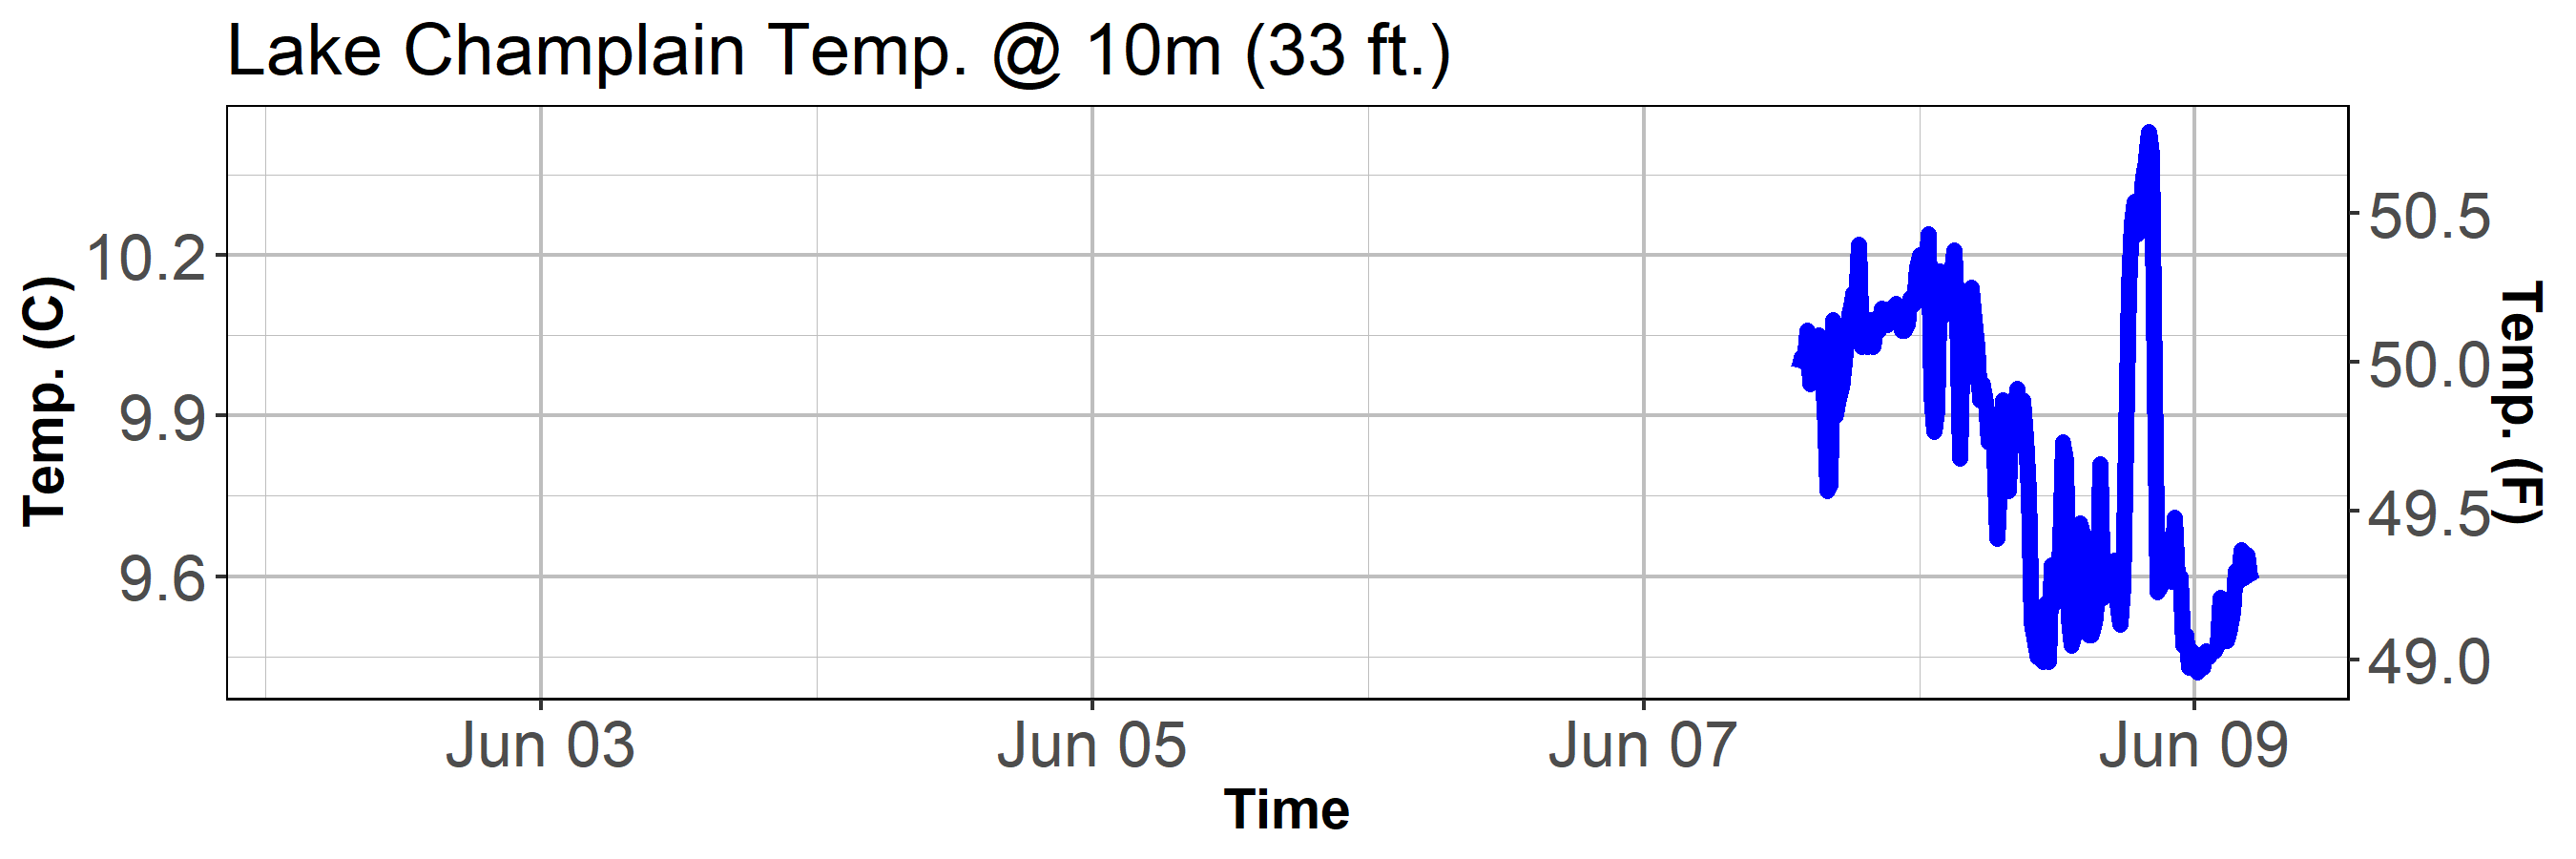 Lake Champlain Temp. @ 10m (33 ft.)
Temp. (C)
10.2
9.9
9.6
50.5
50.0
49.5
49.0
Temp. (F)
Jun 03 Jun 05 Jun 07 Jun 09
Time